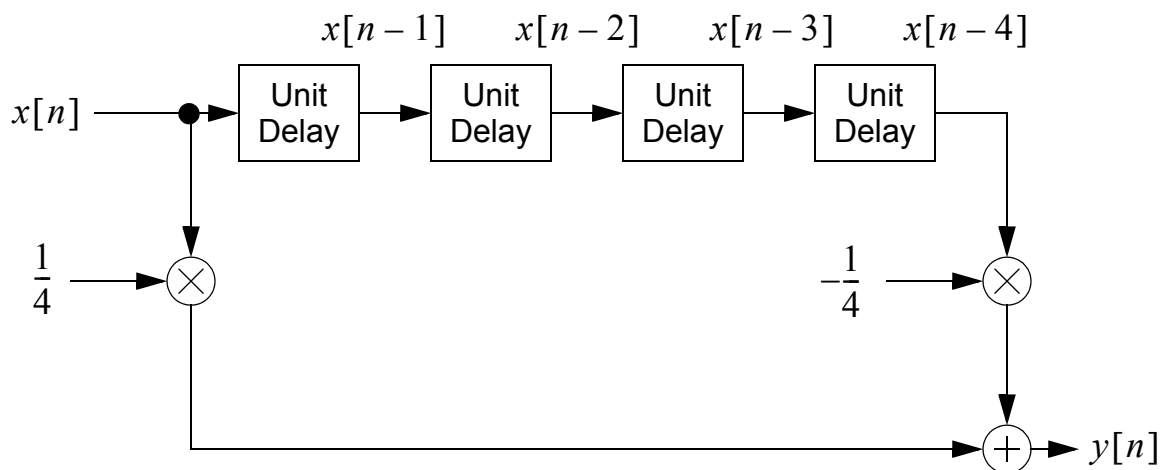 x[n – 1] x[n – 2] x[n – 3] x[n – 4]
x[n]
Unit Delay
Unit Delay
Unit Delay
Unit Delay
1/4
–1/4
×
×
+
y[n]